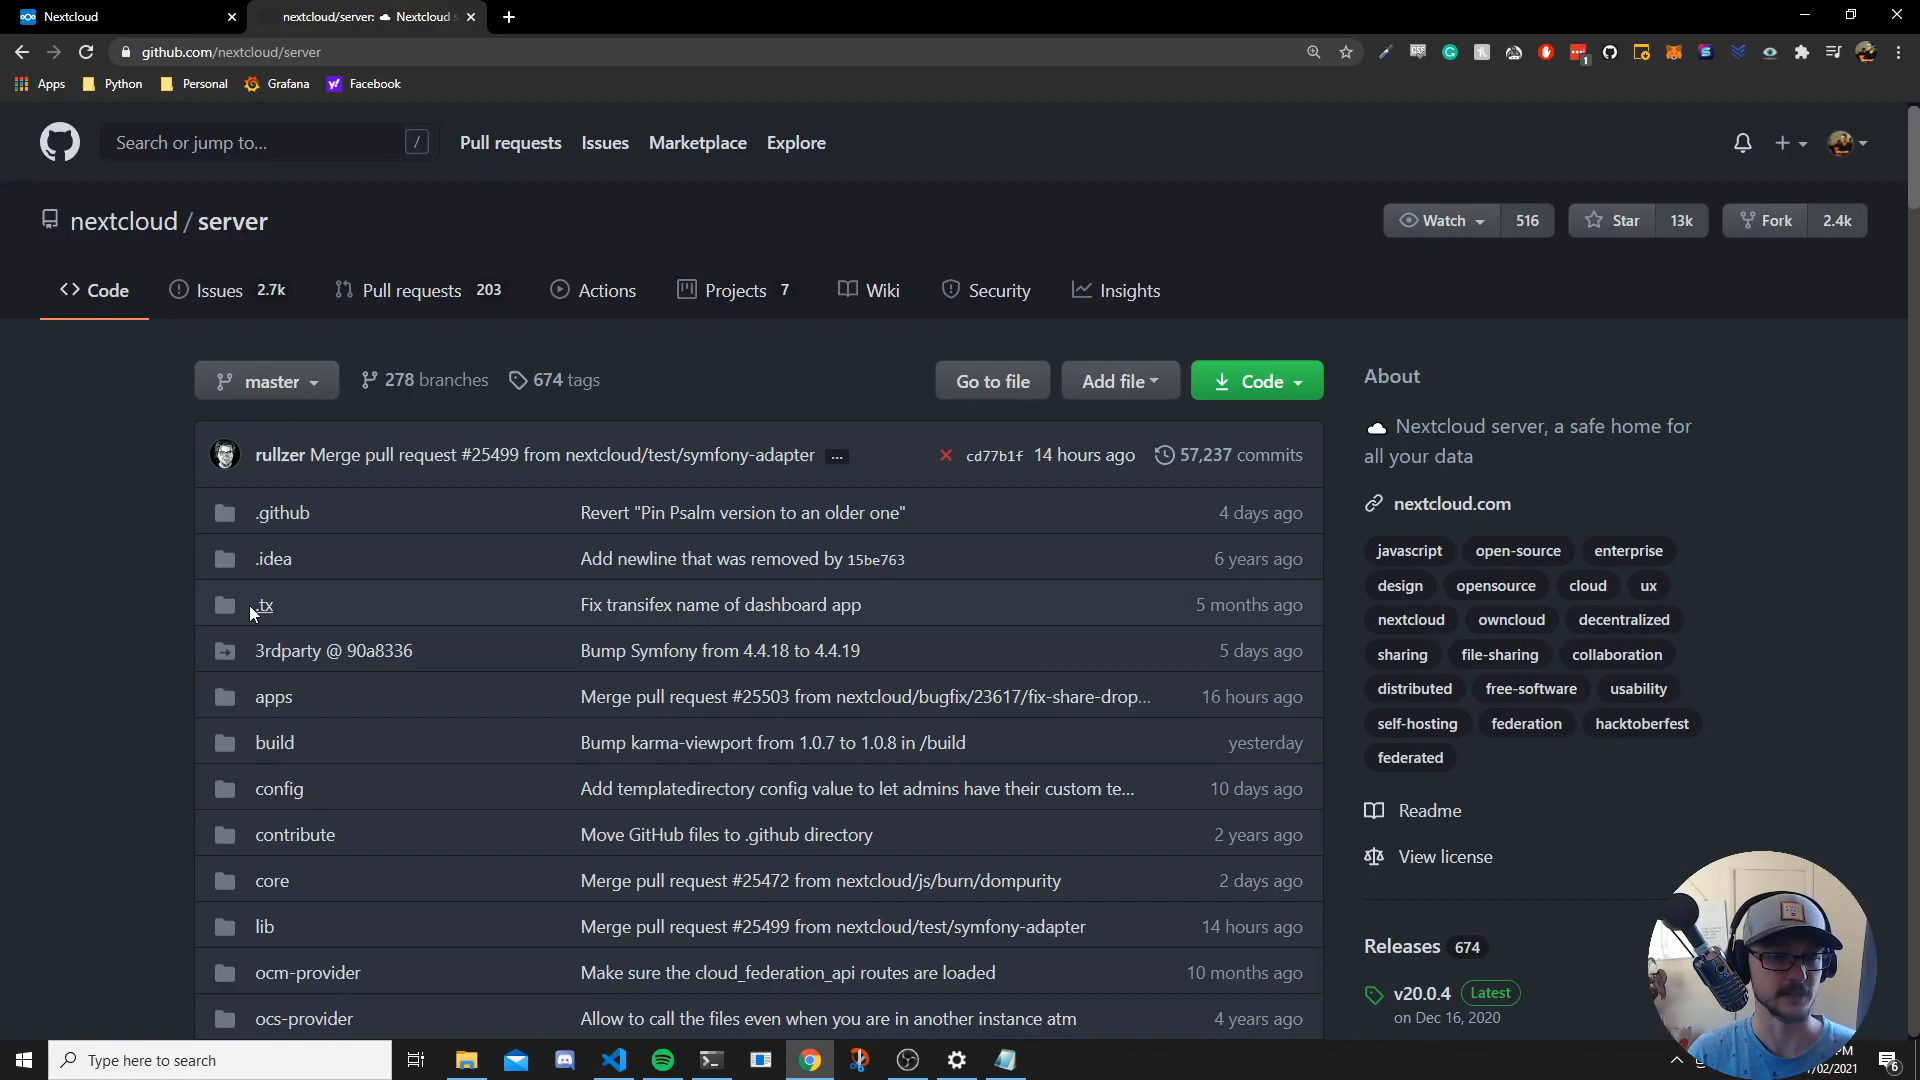 Nextcloud
nextcloud/server: Nextcloud s
github.com/nextcloud/server
1
Apps Python Personal Grafana Facebook
Search or jump to... /
Pull requests Issues Marketplace Explore
nextcloud / server
Watch 516 Star 13k Fork 2.4k
Code Issues 2.7k Pull requests 203 Actions Projects 7 Wiki Security Insights
master 278 branches 674 tags Go to file Add file Code
rullzer Merge pull request #25499 from nextcloud/test/symfony-adapter ... cd77b1f 14 hours ago 57,237 commits
.github Revert "Pin Psalm version to an older one" 4 days ago
.idea Add newline that was removed by 15be763 6 years ago
.tx Fix transifex name of dashboard app 5 months ago
3rdparty @ 90a8336 Bump Symfony from 4.4.18 to 4.4.19 5 days ago
apps Merge pull request #25503 from nextcloud/bugfix/23617/fix-share-drop... 16 hours ago
build Bump karma-viewport from 1.0.7 to 1.0.8 in /build yesterday
config Add templatedirectory config value to let admins have their custom te... 10 days ago
contribute Move GitHub files to .github directory 2 years ago
core Merge pull request #25472 from nextcloud/js/burn/dompurity 2 days ago
lib Merge pull request #25499 from nextcloud/test/symfony-adapter 14 hours ago
ocm-provider Make sure the cloud_federation_api routes are loaded 10 months ago
ocs-provider Allow to call the files even when you are in another instance atm 4 years ago
About
Nextcloud server, a safe home for
all your data
nextcloud.com
javascript open-source enterprise
design opensource cloud ux
nextcloud owncloud decentralized
sharing file-sharing collaboration
distributed free-software usability
self-hosting federation hacktoberfest
federated
Readme
View license
Releases 674
v20.0.4 Latest
on Dec 16, 2020
Type here to search
PM
/02/2021
6